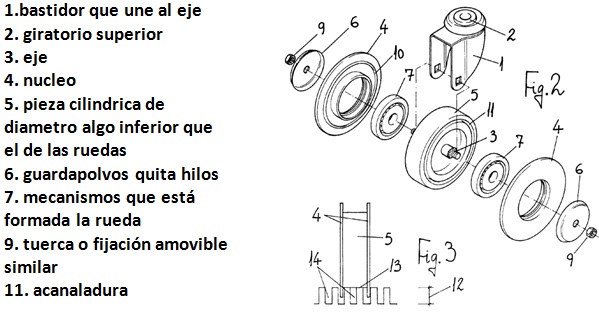 1.bastidor que une al eje
2. giratorio superior
3. eje
4. nucleo
5. pieza cilindrica de
diametro algo inferior que
el de las ruedas
6. guardapolvos quita hilos
7. mecanismos que está
formada la rueda
9. tuerca o fijación amovible
similar
11. acanaladura
9
6
4
10
7
2
1
Fig.2
5
11
3
7
4
6
9
4
5
Fig.3
14
13
12